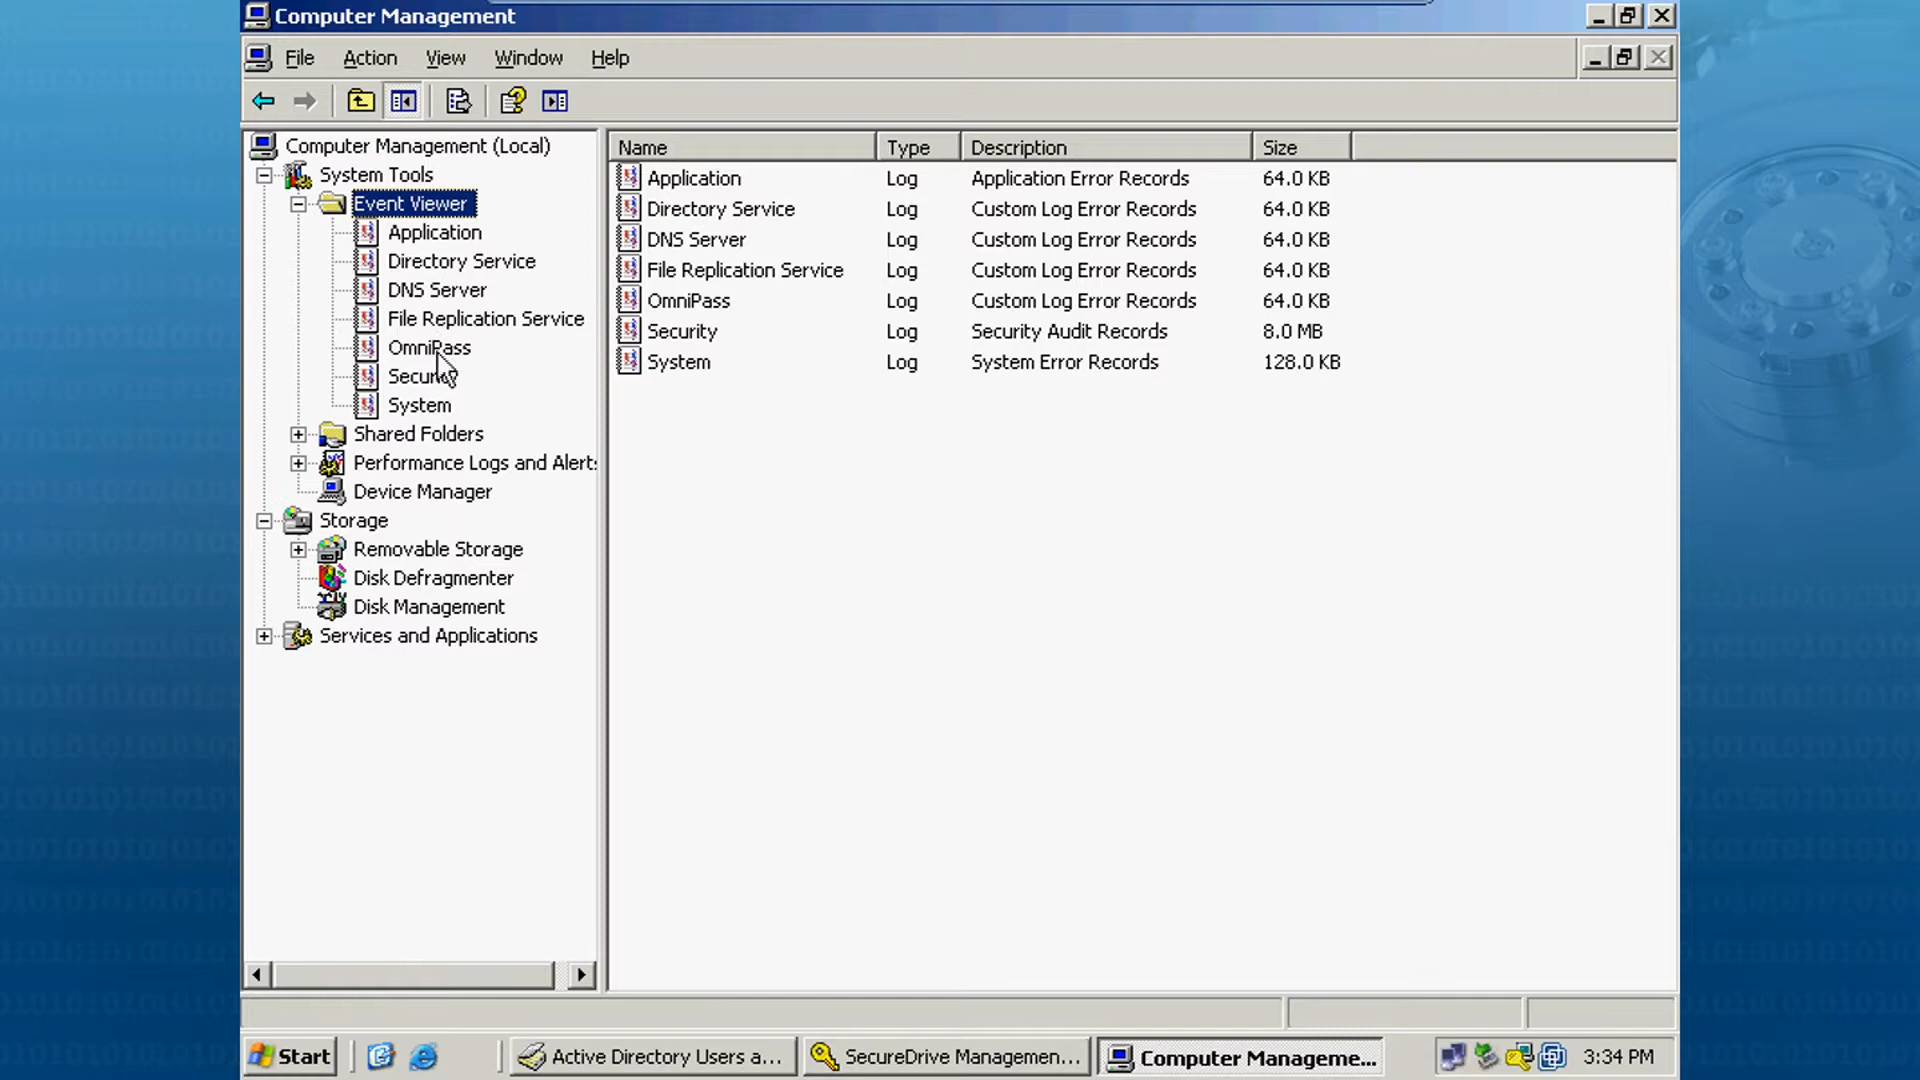 Computer Management
File Action View Window Help
Computer Management (Local)
System Tools
Event Viewer
Application
Directory Service
DNS Server
File Replication Service
OmniPass
Security
System
Shared Folders
Performance Logs and Alerts
Device Manager
Storage
Removable Storage
Disk Defragmenter
Disk Management
Services and Applications
Name Type Description Size
Application Log Application Error Records 64.0 KB
Directory Service Log Custom Log Error Records 64.0 KB
DNS Server Log Custom Log Error Records 64.0 KB
File Replication Service Log Custom Log Error Records 64.0 KB
OmniPass Log Custom Log Error Records 64.0 KB
Security Log Security Audit Records 8.0 MB
System Log System Error Records 128.0 KB
Start Active Directory Users a... SecureDrive Managemen... Computer Manageme... 3:34 PM